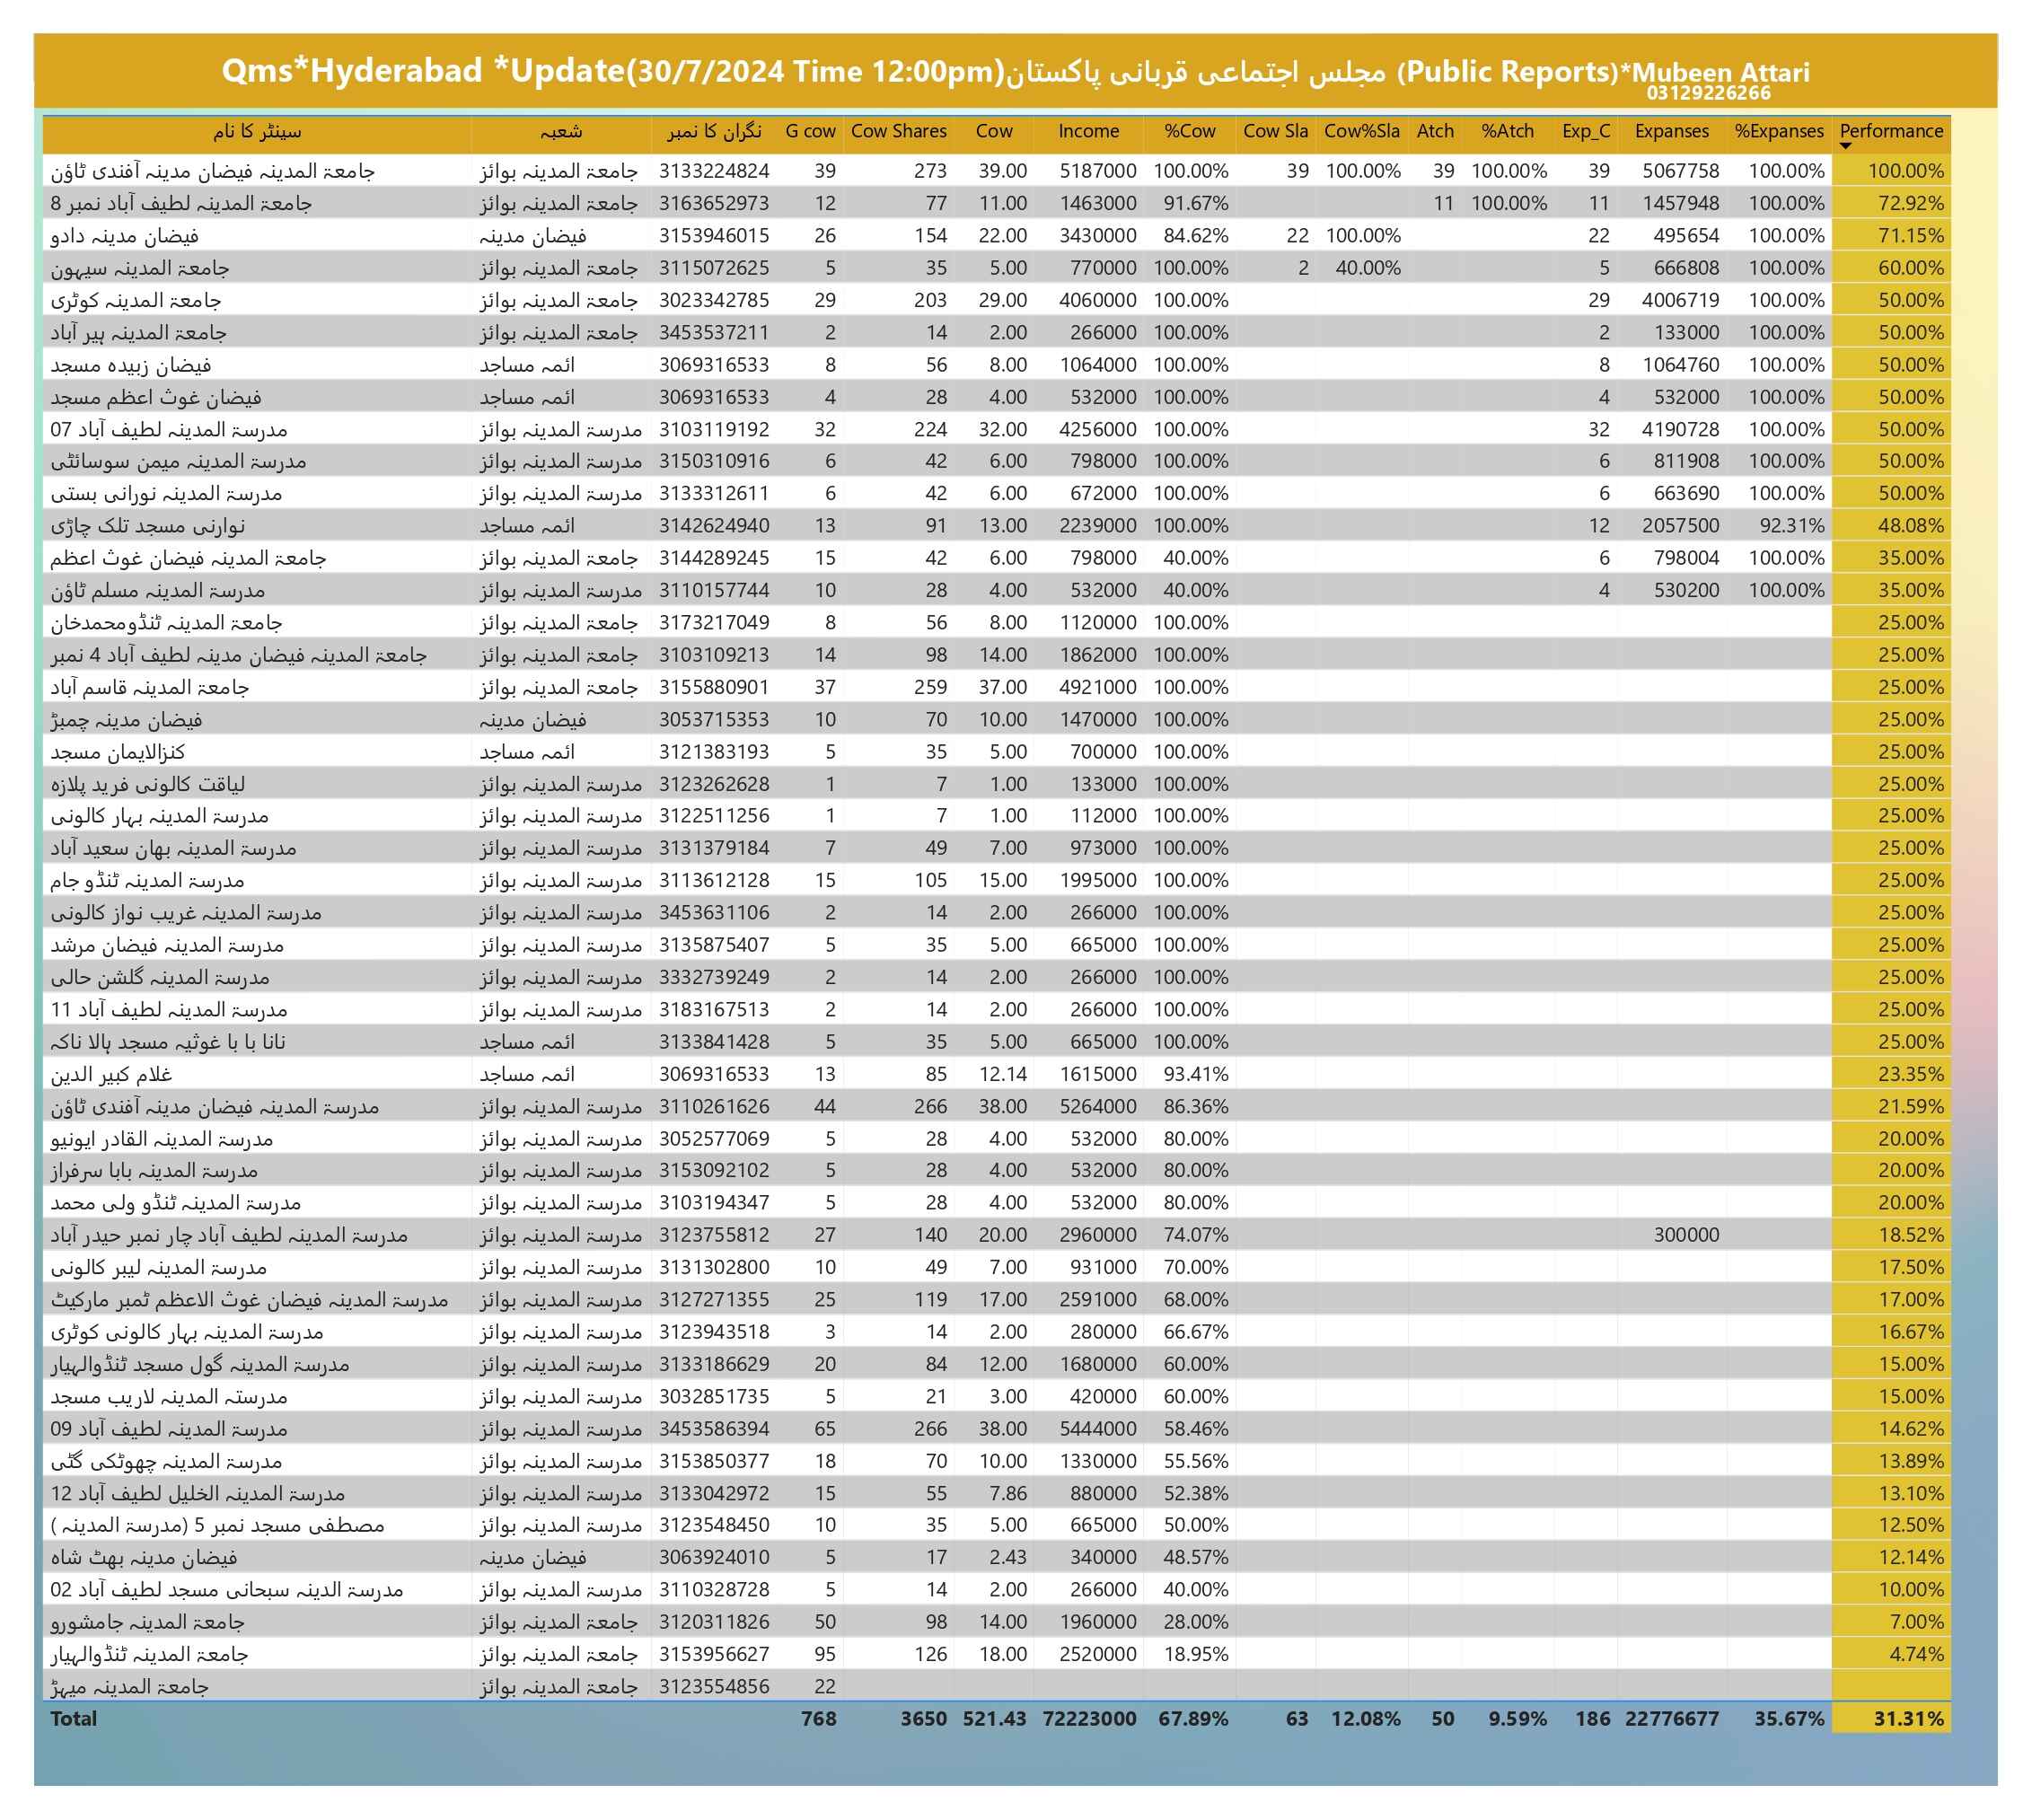 Qms*Hyderabad *Update(30/7/2024 Time 12:00pm)مجلس اجتماعی قربانی پاکستان (Public Reports)*Mubeen Attari
03129226266
سینٹر کا نام شعبہ نگران کا نمبر G cow Cow Shares Cow Income %Cow Cow Sla Cow%Sla Atch %Atch Exp_C Expanses %Expanses Performance
جامعۃ المدینہ فیضان مدینہ آفندی ٹاؤن جامعۃ المدینہ بوائز 3133224824 39 273 39.00 5187000 100.00% 39 100.00% 39 100.00% 39 5067758 100.00% 100.00%
جامعۃ المدینہ لطیف آباد نمبر 8 جامعۃ المدینہ بوائز 3163652973 12 77 11.00 1463000 91.67% 11 100.00% 11 1457948 100.00% 72.92%
فیضان مدینہ دادو فیضان مدینہ 3153946015 26 154 22.00 3430000 84.62% 22 100.00% 22 495654 100.00% 71.15%
جامعۃ المدینہ سیہون جامعۃ المدینہ بوائز 3115072625 5 35 5.00 770000 100.00% 2 40.00% 5 666808 100.00% 60.00%
جامعۃ المدینہ کوٹری جامعۃ المدینہ بوائز 3023342785 29 203 29.00 4060000 100.00% 29 4006719 100.00% 50.00%
جامعۃ المدینہ ہیر آباد جامعۃ المدینہ بوائز 3453537211 2 14 2.00 266000 100.00% 2 133000 100.00% 50.00%
فیضان زبیدہ مسجد ائمہ مساجد 3069316533 8 56 8.00 1064000 100.00% 8 1064760 100.00% 50.00%
فیضان غوث اعظم مسجد ائمہ مساجد 3069316533 4 28 4.00 532000 100.00% 4 532000 100.00% 50.00%
مدرسۃ المدینہ لطیف آباد 07 مدرسۃ المدینہ بوائز 3103119192 32 224 32.00 4256000 100.00% 32 4190728 100.00% 50.00%
مدرسۃ المدینہ میمن سوسائٹی مدرسۃ المدینہ بوائز 3150310916 6 42 6.00 798000 100.00% 6 811908 100.00% 50.00%
مدرسۃ المدینہ نورانی بستی مدرسۃ المدینہ بوائز 3133312611 6 42 6.00 672000 100.00% 6 663690 100.00% 50.00%
نوارنی مسجد تلک چاڑی ائمہ مساجد 3142624940 13 91 13.00 2239000 100.00% 12 2057500 92.31% 48.08%
جامعۃ المدینہ فیضان غوث اعظم جامعۃ المدینہ بوائز 3144289245 15 42 6.00 798000 40.00% 6 798004 100.00% 35.00%
مدرسۃ المدینہ مسلم ٹاؤن مدرسۃ المدینہ بوائز 3110157744 10 28 4.00 532000 40.00% 4 530200 100.00% 35.00%
جامعۃ المدینہ ٹنڈومحمدخان جامعۃ المدینہ بوائز 3173217049 8 56 8.00 1120000 100.00% 25.00%
جامعۃ المدینہ فیضان مدینہ لطیف آباد 4 نمبر جامعۃ المدینہ بوائز 3103109213 14 98 14.00 1862000 100.00% 25.00%
جامعۃ المدینہ قاسم آباد جامعۃ المدینہ بوائز 3155880901 37 259 37.00 4921000 100.00% 25.00%
فیضان مدینہ چمبڑ فیضان مدینہ 3053715353 10 70 10.00 1470000 100.00% 25.00%
کنزالایمان مسجد ائمہ مساجد 3121383193 5 35 5.00 700000 100.00% 25.00%
لیاقت کالونی فرید پلازہ مدرسۃ المدینہ بوائز 3123262628 1 7 1.00 133000 100.00% 25.00%
مدرسۃ المدینہ بہار کالونی مدرسۃ المدینہ بوائز 3122511256 1 7 1.00 112000 100.00% 25.00%
مدرسۃ المدینہ بھان سعید آباد مدرسۃ المدینہ بوائز 3131379184 7 49 7.00 973000 100.00% 25.00%
مدرسۃ المدینہ ٹنڈو جام مدرسۃ المدینہ بوائز 3113612128 15 105 15.00 1995000 100.00% 25.00%
مدرسۃ المدینہ غریب نواز کالونی مدرسۃ المدینہ بوائز 3453631106 2 14 2.00 266000 100.00% 25.00%
مدرسۃ المدینہ فیضان مرشد مدرسۃ المدینہ بوائز 3135875407 5 35 5.00 665000 100.00% 25.00%
مدرسۃ المدینہ گلشن حالی مدرسۃ المدینہ بوائز 3332739249 2 14 2.00 266000 100.00% 25.00%
مدرسۃ المدینہ لطیف آباد 11 مدرسۃ المدینہ بوائز 3183167513 2 14 2.00 266000 100.00% 25.00%
نانا با با غوثیہ مسجد ہالا ناکہ ائمہ مساجد 3133841428 5 35 5.00 665000 100.00% 25.00%
غلام کبیر الدین ائمہ مساجد 3069316533 13 85 12.14 1615000 93.41% 23.35%
مدرسۃ المدینہ فیضان مدینہ آفندی ٹاؤن مدرسۃ المدینہ بوائز 3110261626 44 266 38.00 5264000 86.36% 21.59%
مدرسۃ المدینہ القادر ایونیو مدرسۃ المدینہ بوائز 3052577069 5 28 4.00 532000 80.00% 20.00%
مدرسۃ المدینہ بابا سرفراز مدرسۃ المدینہ بوائز 3153092102 5 28 4.00 532000 80.00% 20.00%
مدرسۃ المدینہ ٹنڈو ولی محمد مدرسۃ المدینہ بوائز 3103194347 5 28 4.00 532000 80.00% 20.00%
مدرسۃ المدینہ لطیف آباد چار نمبر حیدر آباد مدرسۃ المدینہ بوائز 3123755812 27 140 20.00 2960000 74.07% 300000 18.52%
مدرسۃ المدینہ لیبر کالونی مدرسۃ المدینہ بوائز 3131302800 10 49 7.00 931000 70.00% 17.50%
مدرسۃ المدینہ فیضان غوث الاعظم ٹمبر مارکیٹ مدرسۃ المدینہ بوائز 3127271355 25 119 17.00 2591000 68.00% 17.00%
مدرسۃ المدینہ بہار کالونی کوٹری مدرسۃ المدینہ بوائز 3123943518 3 14 2.00 280000 66.67% 16.67%
مدرسۃ المدینہ گول مسجد ٹنڈوالہیار مدرسۃ المدینہ بوائز 3133186629 20 84 12.00 1680000 60.00% 15.00%
مدرستہ المدینہ لاریب مسجد مدرسۃ المدینہ بوائز 3032851735 5 21 3.00 420000 60.00% 15.00%
مدرسۃ المدینہ لطیف آباد 09 مدرسۃ المدینہ بوائز 3453586394 65 266 38.00 5444000 58.46% 14.62%
مدرسۃ المدینہ چھوٹکی گٹی مدرسۃ المدینہ بوائز 3153850377 18 70 10.00 1330000 55.56% 13.89%
مدرسۃ المدینہ الخلیل لطیف آباد 12 مدرسۃ المدینہ بوائز 3133042972 15 55 7.86 880000 52.38% 13.10%
مصطفی مسجد نمبر 5 (مدرسۃ المدینہ ) مدرسۃ المدینہ بوائز 3123548450 10 35 5.00 665000 50.00% 12.50%
فیضان مدینہ بھٹ شاہ فیضان مدینہ 3063924010 5 17 2.43 340000 48.57% 12.14%
مدرسۃ الدینہ سبحانی مسجد لطیف آباد 02 مدرسۃ المدینہ بوائز 3110328728 5 14 2.00 266000 40.00% 10.00%
جامعۃ المدینہ جامشورو جامعۃ المدینہ بوائز 3120311826 50 98 14.00 1960000 28.00% 7.00%
جامعۃ المدینہ ٹنڈوالہیار جامعۃ المدینہ بوائز 3153956627 95 126 18.00 2520000 18.95% 4.74%
جامعۃ المدینہ میہڑ جامعۃ المدینہ بوائز 3123554856 22
Total 768 3650 521.43 72223000 67.89% 63 12.08% 50 9.59% 186 22776677 35.67% 31.31%